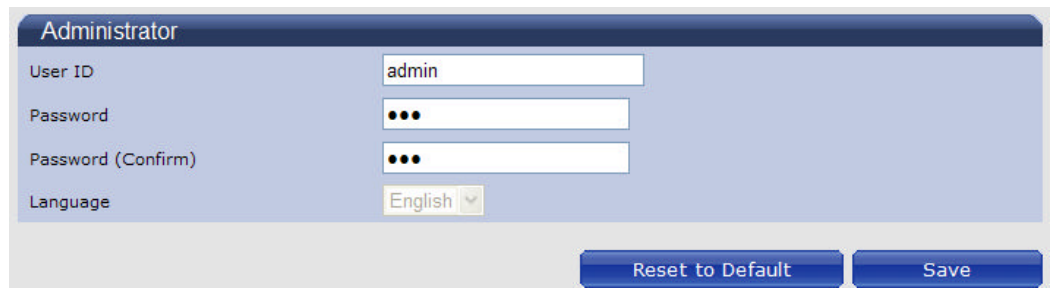 Administrator
User ID admin
Password •••
Password (Confirm) •••
Language English
Reset to Default Save